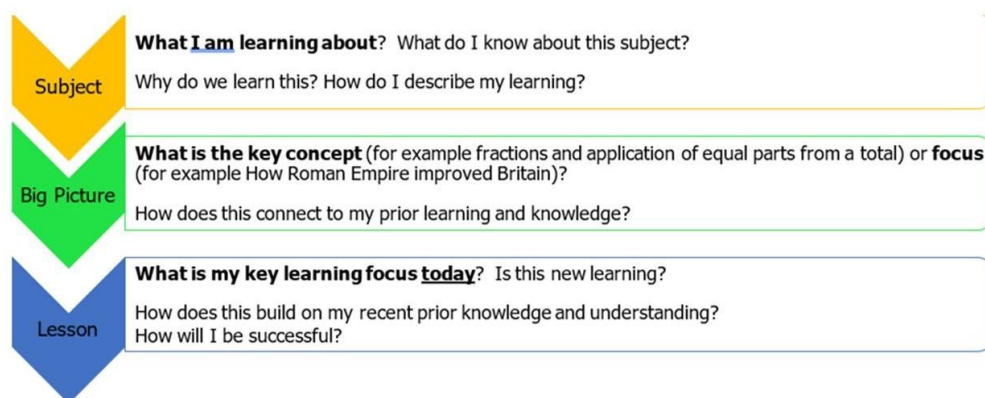 Subject
What I am learning about? What do I know about this subject?
Why do we learn this? How do I describe my learning?
Big Picture
What is the key concept (for example fractions and application of equal parts from a total) or focus
(for example How Roman Empire improved Britain)?
How does this connect to my prior learning and knowledge?
Lesson
What is my key learning focus today? Is this new learning?
How does this build on my recent prior knowledge and understanding?
How will I be successful?